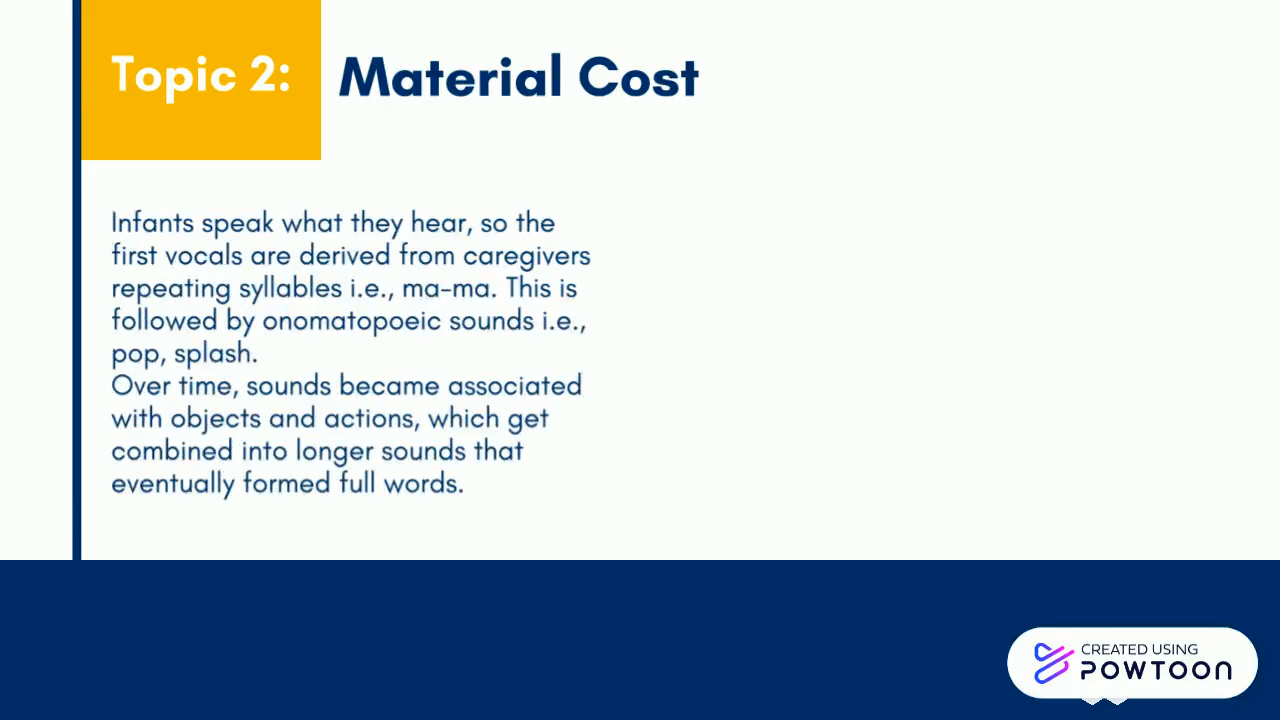 Topic 2: Material Cost
Infants speak what they hear, so the
first vocals are derived from caregivers
repeating syllables i.e., ma-ma. This is
followed by onomatopoeic sounds i.e.,
pop, splash.
Over time, sounds became associated
with objects and actions, which get
combined into longer sounds that
eventually formed full words.
CREATED USING
POWTOON